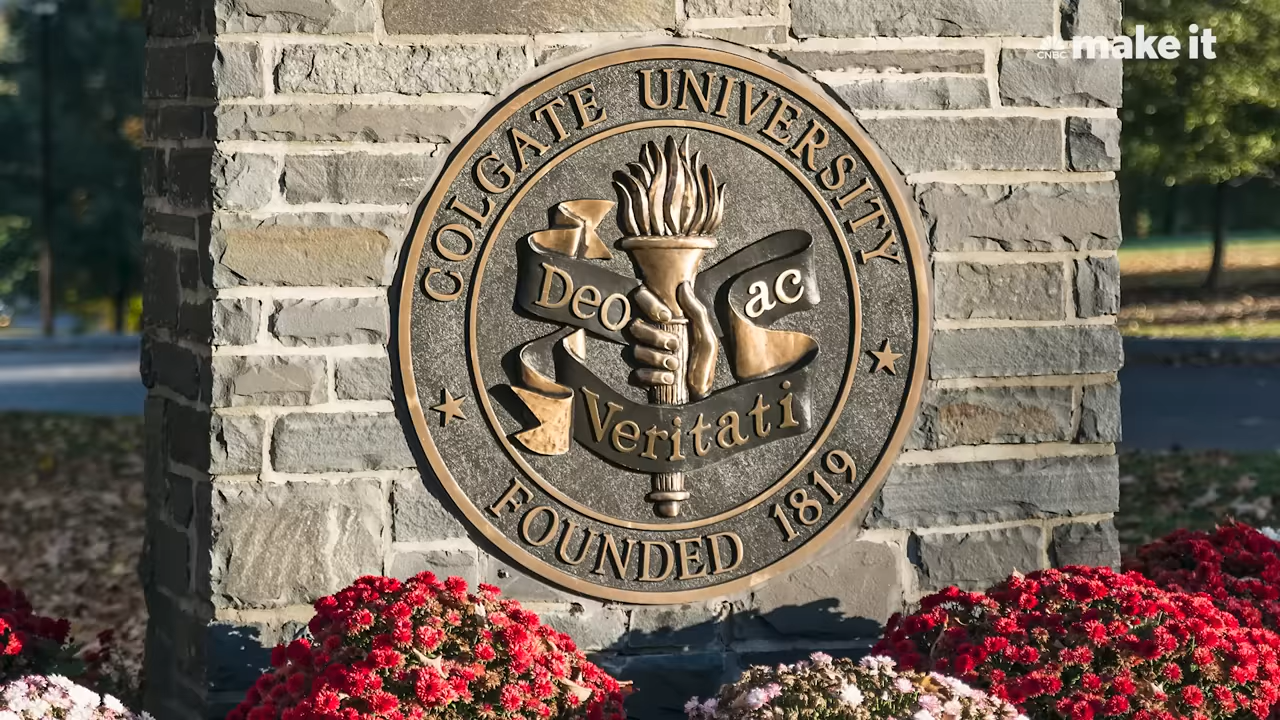 CNBC make it
COLGATE UNIVERSITY
Deo ac
Veritati
FOUNDED 1819